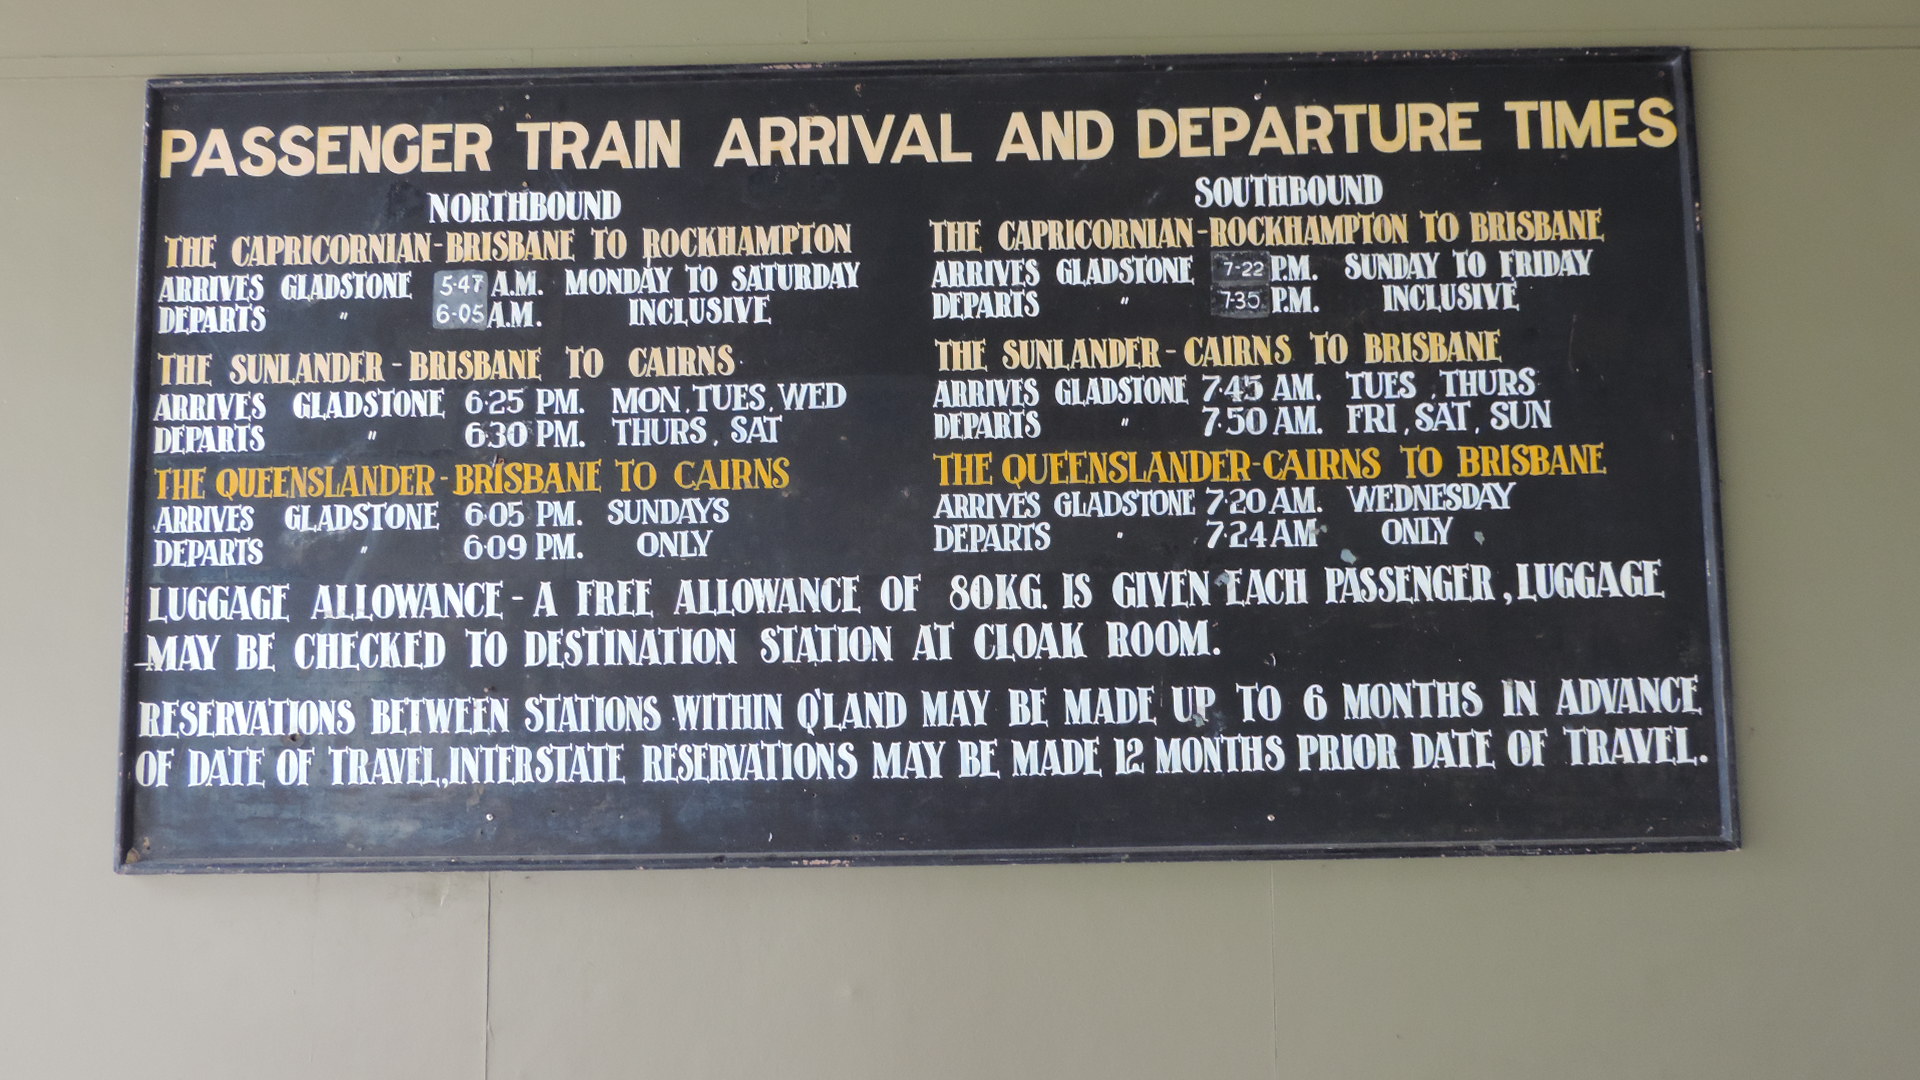 PASSENGER TRAIN ARRIVAL AND DEPARTURE TIMES
NORTHBOUND
THE CAPRICORNIAN-BRISBANE TO ROCKHAMPTON
ARRIVES GLADSTONE 5·47 A.M. MONDAY TO SATURDAY
DEPARTS " 6·05 A.M. INCLUSIVE
THE SUNLANDER-BRISBANE TO CAIRNS
ARRIVES GLADSTONE 6·25 PM. MON, TUES, WED
DEPARTS " 6·30 PM. THURS, SAT
THE QUEENSLANDER-BRISBANE TO CAIRNS
ARRIVES GLADSTONE 6·05 PM. SUNDAYS
DEPARTS " 6·09 PM. ONLY
SOUTHBOUND
THE CAPRICORNIAN-ROCKHAMPTON TO BRISBANE
ARRIVES GLADSTONE 7-22 P.M. SUNDAY TO FRIDAY
DEPARTS " 7·35 P.M. INCLUSIVE
THE SUNLANDER-CAIRNS TO BRISBANE
ARRIVES GLADSTONE 7·45 AM. TUES, THURS
DEPARTS " 7·50 AM. FRI, SAT, SUN
THE QUEENSLANDER-CAIRNS TO BRISBANE
ARRIVES GLADSTONE 7·20 AM. WEDNESDAY
DEPARTS " 7·24 AM ONLY
LUGGAGE ALLOWANCE - A FREE ALLOWANCE OF 80KG. IS GIVEN EACH PASSENGER, LUGGAGE
MAY BE CHECKED TO DESTINATION STATION AT CLOAK ROOM.
RESERVATIONS BETWEEN STATIONS WITHIN Q'LAND MAY BE MADE UP TO 6 MONTHS IN ADVANCE
OF DATE OF TRAVEL, INTERSTATE RESERVATIONS MAY BE MADE 12 MONTHS PRIOR DATE OF TRAVEL.